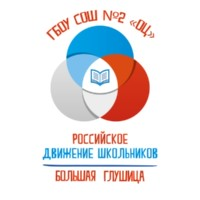 ГБОУ СОШ №2 «ОЦ»
РОССИЙСКОЕ
ДВИЖЕНИЕ ШКОЛЬНИКОВ
БОЛЬШАЯ ГЛУШИЦА